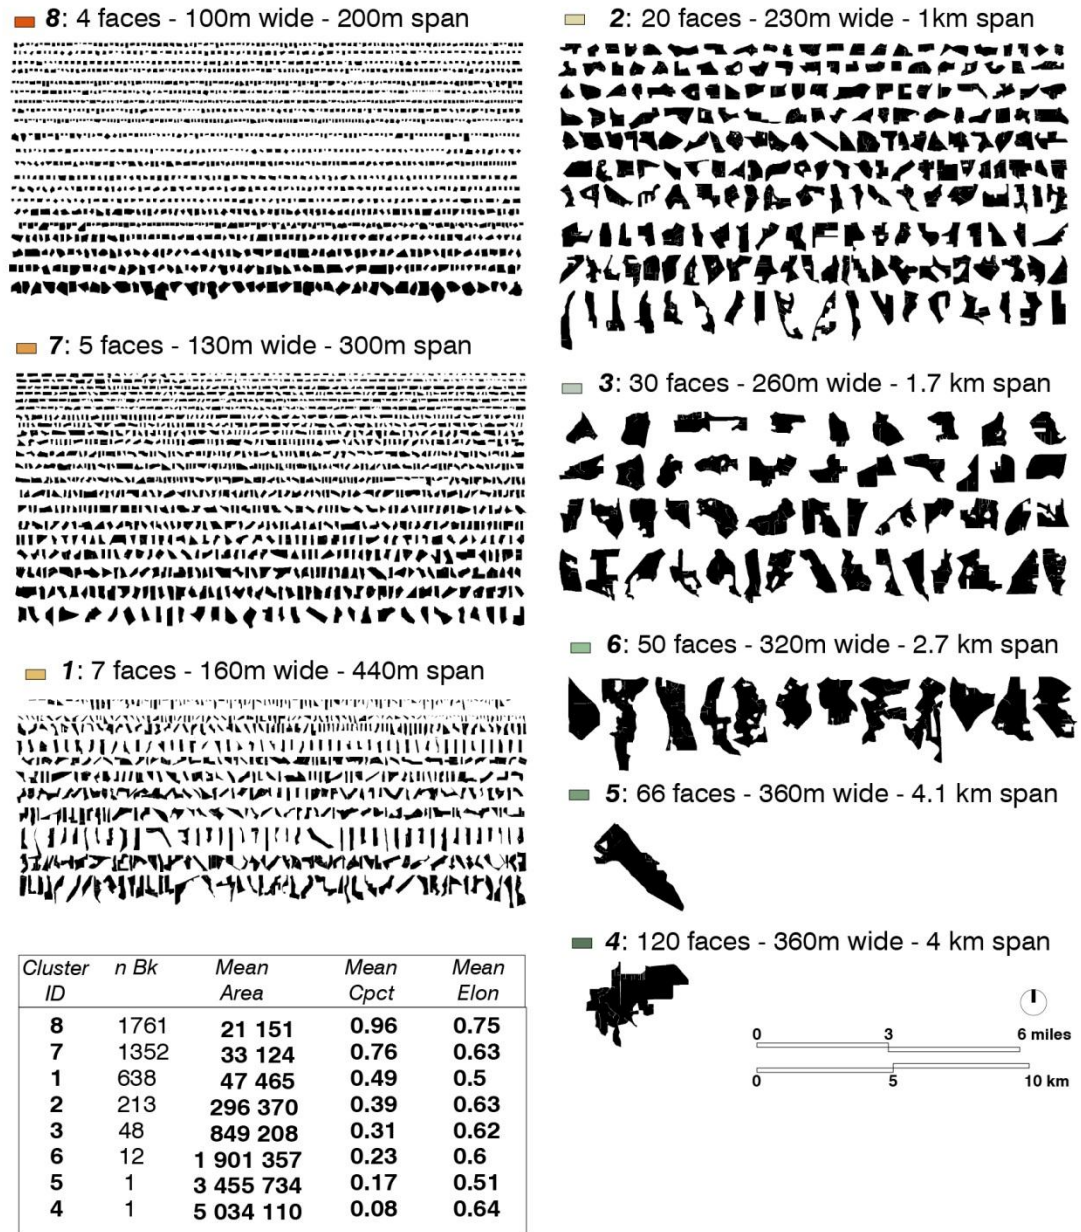 8: 4 faces - 100m wide - 200m span
7: 5 faces - 130m wide - 300m span
1: 7 faces - 160m wide - 440m span
Cluster ID n Bk Mean Area Mean Cpct Mean Elon
8 1761 21 151 0.96 0.75
7 1352 33 124 0.76 0.63
1 638 47 465 0.49 0.5
2 213 296 370 0.39 0.63
3 48 849 208 0.31 0.62
6 12 1 901 357 0.23 0.6
5 1 3 455 734 0.17 0.51
4 1 5 034 110 0.08 0.64
2: 20 faces - 230m wide - 1km span
3: 30 faces - 260m wide - 1.7 km span
6: 50 faces - 320m wide - 2.7 km span
5: 66 faces - 360m wide - 4.1 km span
4: 120 faces - 360m wide - 4 km span
0 3 6 miles
0 5 10 km